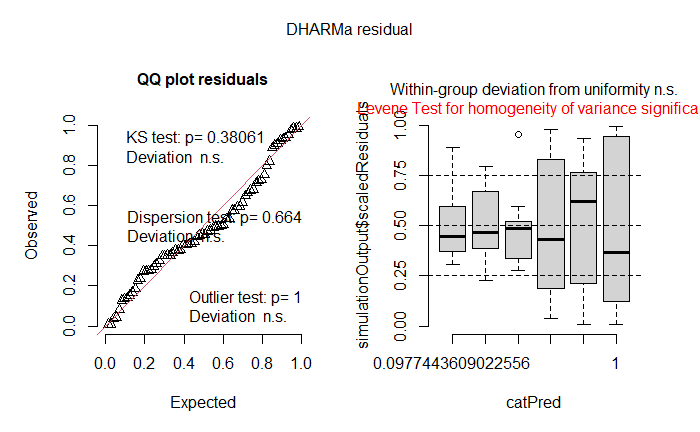 DHARMa residual
QQ plot residuals
KS test: p= 0.38061
Deviation n.s.
Dispersion test: p= 0.664
Deviation n.s.
Outlier test: p= 1
Deviation n.s.
Observed
0.0 0.2 0.4 0.6 0.8 1.0
0.0 0.2 0.4 0.6 0.8 1.0
Expected
Within-group deviation from uniformity n.s.
Levene Test for homogeneity of variance significa
simulationOutput$scaledResiduals
0.00 0.25 0.50 0.75 1.00
0.0977443609022556 1
catPred